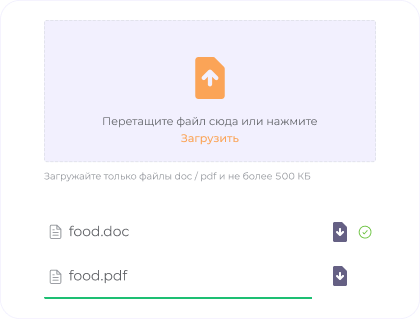 Перетащите файл сюда или нажмите
Загрузить
Загружайте только файлы doc / pdf и не более 500 КБ
food.doc
food.pdf